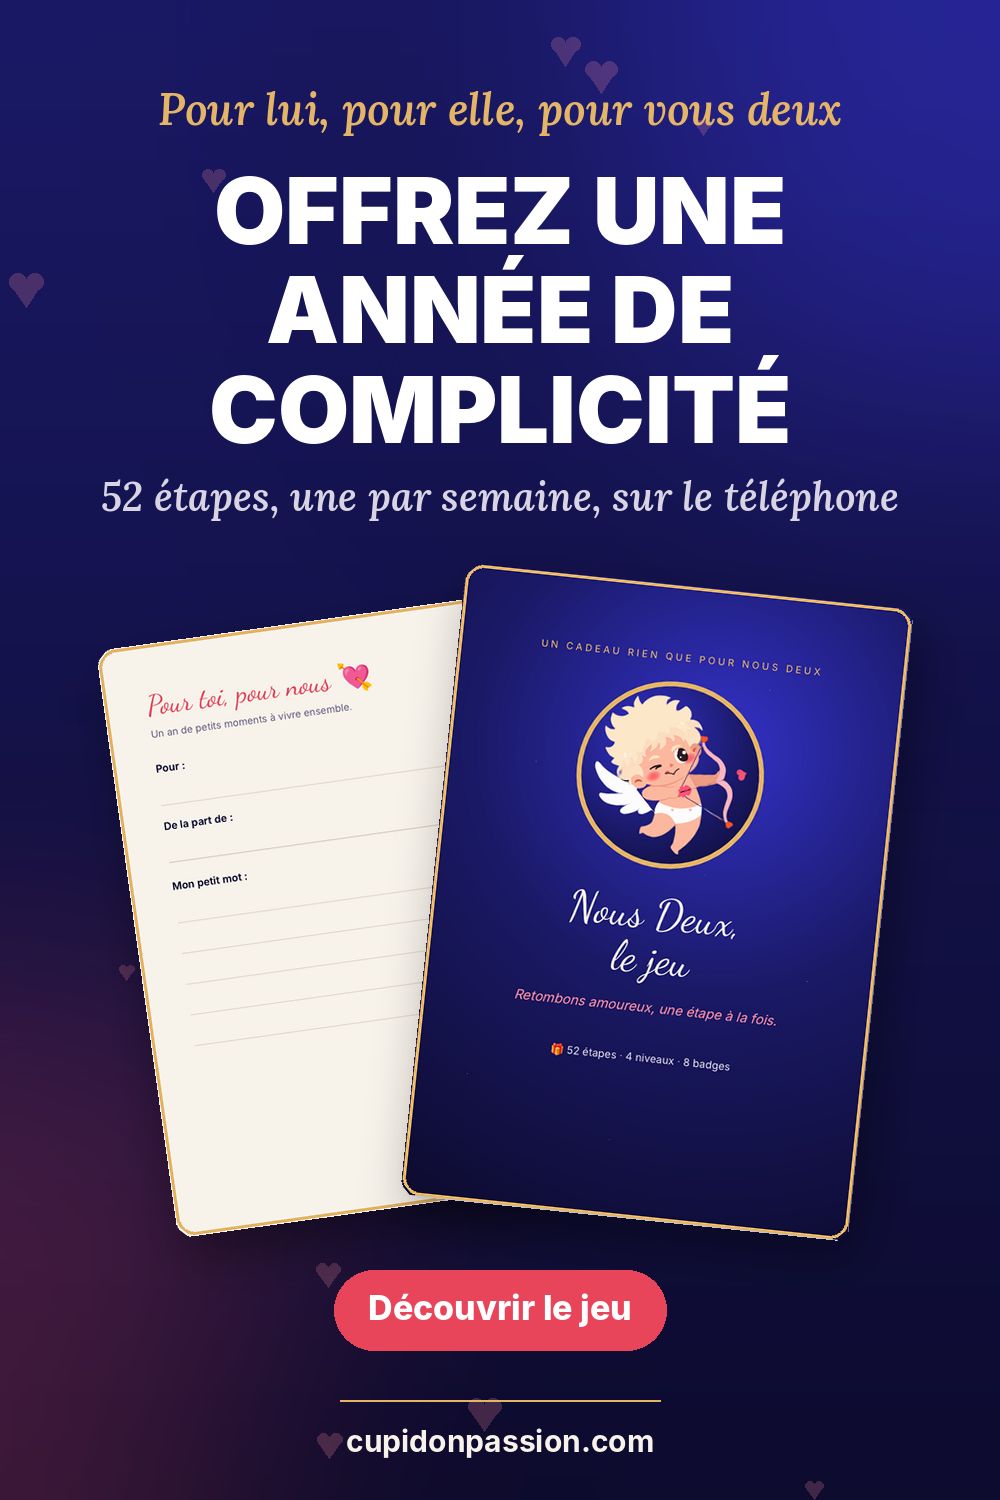 Pour lui, pour elle, pour vous deux
OFFREZ UNE
ANNÉE DE
COMPLICITÉ
52 étapes, une par semaine, sur le téléphone
Pour toi, pour nous 💘
Un an de petits moments à vivre ensemble.
Pour :
De la part de :
Mon petit mot :
UN CADEAU RIEN QUE POUR NOUS DEUX
Nous Deux,
le jeu
Retombons amoureux, une étape à la fois.
🎁 52 étapes · 4 niveaux · 8 badges
Découvrir le jeu
cupidonpassion.com